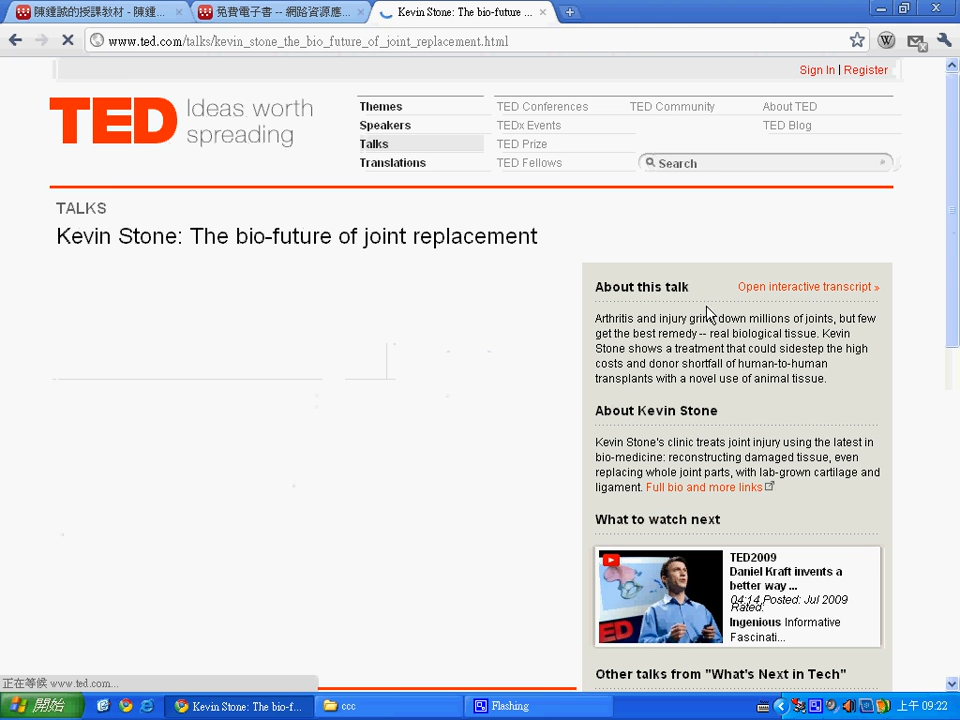 陳鍾誠的授課教材 - 陳鍾...
免費電子書 -- 網路資源應...
Kevin Stone: The bio-future ...
www.ted.com/talks/kevin_stone_the_bio_future_of_joint_replacement.html
Sign In | Register
TED Ideas worth spreading
Themes
Speakers
Talks
Translations
TED Conferences
TEDx Events
TED Prize
TED Fellows
TED Community
About TED
TED Blog
Search
TALKS
Kevin Stone: The bio-future of joint replacement
About this talk
Open interactive transcript »
Arthritis and injury grind down millions of joints, but few
get the best remedy -- real biological tissue. Kevin
Stone shows a treatment that could sidestep the high
costs and donor shortfall of human-to-human
transplants with a novel use of animal tissue.
About Kevin Stone
Kevin Stone's clinic treats joint injury using the latest in
bio-medicine: reconstructing damaged tissue, even
replacing whole joint parts, with lab-grown cartilage and
ligament. Full bio and more links
What to watch next
TED
TED2009
Daniel Kraft invents a
better way ...
04:14 Posted: Jul 2009
Rated:
Ingenious Informative
Fascinati...
Other talks from "What's Next in Tech"
正在等候 www.ted.com...
開始
Kevin Stone: The bio-f...
ccc
Flashing
上午 09:22